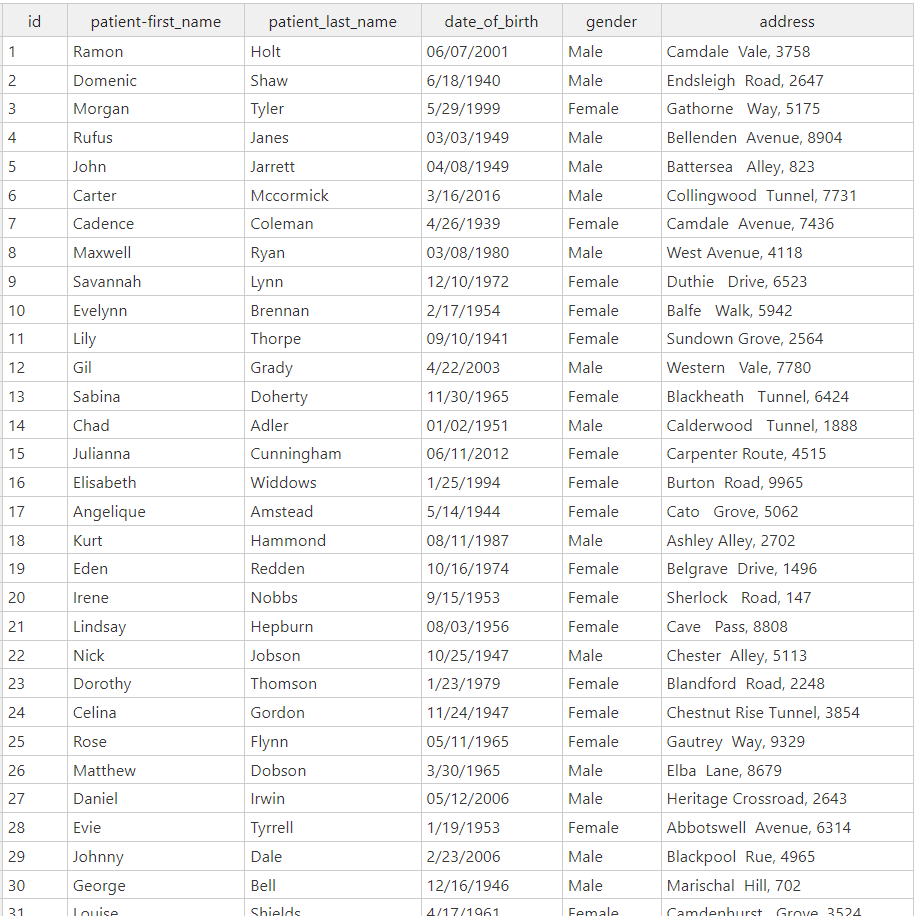 id patient-first_name patient_last_name date_of_birth gender address
1 Ramon Holt 06/07/2001 Male Camdale Vale, 3758
2 Domenic Shaw 6/18/1940 Male Endsleigh Road, 2647
3 Morgan Tyler 5/29/1999 Female Gathorne Way, 5175
4 Rufus Janes 03/03/1949 Male Bellenden Avenue, 8904
5 John Jarrett 04/08/1949 Male Battersea Alley, 823
6 Carter Mccormick 3/16/2016 Male Collingwood Tunnel, 7731
7 Cadence Coleman 4/26/1939 Female Camdale Avenue, 7436
8 Maxwell Ryan 03/08/1980 Male West Avenue, 4118
9 Savannah Lynn 12/10/1972 Female Duthie Drive, 6523
10 Evelynn Brennan 2/17/1954 Female Balfe Walk, 5942
11 Lily Thorpe 09/10/1941 Female Sundown Grove, 2564
12 Gil Grady 4/22/2003 Male Western Vale, 7780
13 Sabina Doherty 11/30/1965 Female Blackheath Tunnel, 6424
14 Chad Adler 01/02/1951 Male Calderwood Tunnel, 1888
15 Julianna Cunningham 06/11/2012 Female Carpenter Route, 4515
16 Elisabeth Widdows 1/25/1994 Female Burton Road, 9965
17 Angelique Amstead 5/14/1944 Female Cato Grove, 5062
18 Kurt Hammond 08/11/1987 Male Ashley Alley, 2702
19 Eden Redden 10/16/1974 Female Belgrave Drive, 1496
20 Irene Nobbs 9/15/1953 Female Sherlock Road, 147
21 Lindsay Hepburn 08/03/1956 Female Cave Pass, 8808
22 Nick Jobson 10/25/1947 Male Chester Alley, 5113
23 Dorothy Thomson 1/23/1979 Female Blandford Road, 2248
24 Celina Gordon 11/24/1947 Female Chestnut Rise Tunnel, 3854
25 Rose Flynn 05/11/1965 Female Gautrey Way, 9329
26 Matthew Dobson 3/30/1965 Male Elba Lane, 8679
27 Daniel Irwin 05/12/2006 Male Heritage Crossroad, 2643
28 Evie Tyrrell 1/19/1953 Female Abbotswell Avenue, 6314
29 Johnny Dale 2/23/2006 Male Blackpool Rue, 4965
30 George Bell 12/16/1946 Male Marischal Hill, 702
31 Louise Shields 4/17/1961 Female Camdenhurst Grove, 3524